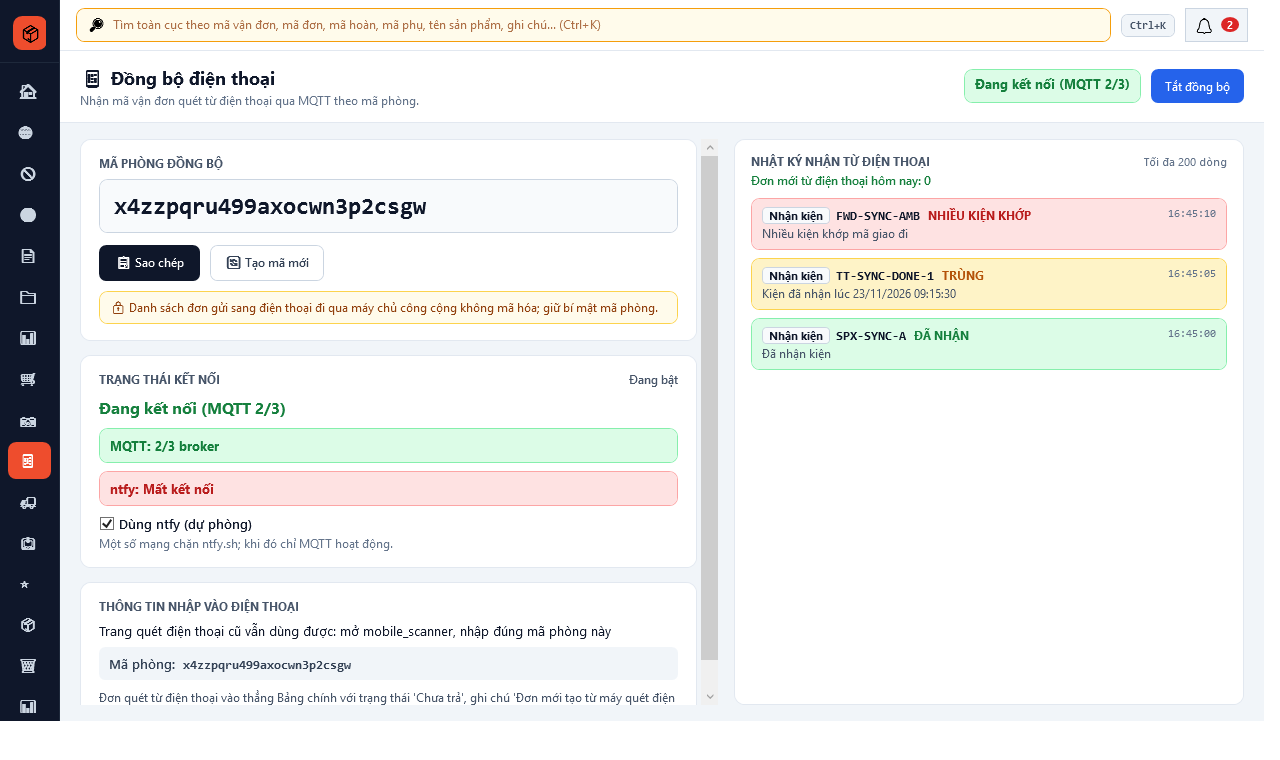 Tìm toàn cục theo mã vận đơn, mã đơn, mã hoàn, mã phụ, tên sản phẩm, ghi chú... (Ctrl+K)
Ctrl+K
2
Đồng bộ điện thoại
Nhận mã vận đơn quét từ điện thoại qua MQTT theo mã phòng.
Đang kết nối (MQTT 2/3)
Tắt đồng bộ
MÃ PHÒNG ĐỒNG BỘ
x4zzpqru499axocwn3p2csgw
Sao chép
Tạo mã mới
Danh sách đơn gửi sang điện thoại đi qua máy chủ công cộng không mã hóa; giữ bí mật mã phòng.
TRẠNG THÁI KẾT NỐI
Đang bật
Đang kết nối (MQTT 2/3)
MQTT: 2/3 broker
ntfy: Mất kết nối
Dùng ntfy (dự phòng)
Một số mạng chặn ntfy.sh; khi đó chỉ MQTT hoạt động.
THÔNG TIN NHẬP VÀO ĐIỆN THOẠI
Trang quét điện thoại cũ vẫn dùng được: mở mobile_scanner, nhập đúng mã phòng này
Mã phòng: x4zzpqru499axocwn3p2csgw
Đơn quét từ điện thoại vào thẳng Bảng chính với trạng thái 'Chưa trả', ghi chú 'Đơn mới tạo từ máy quét điện
NHẬT KÝ NHẬN TỪ ĐIỆN THOẠI
Tối đa 200 dòng
Đơn mới từ điện thoại hôm nay: 0
Nhận kiện FWD-SYNC-AMB NHIỀU KIỆN KHỚP 16:45:10
Nhiều kiện khớp mã giao đi
Nhận kiện TT-SYNC-DONE-1 TRÙNG 16:45:05
Kiện đã nhận lúc 23/11/2026 09:15:30
Nhận kiện SPX-SYNC-A ĐÃ NHẬN 16:45:00
Đã nhận kiện